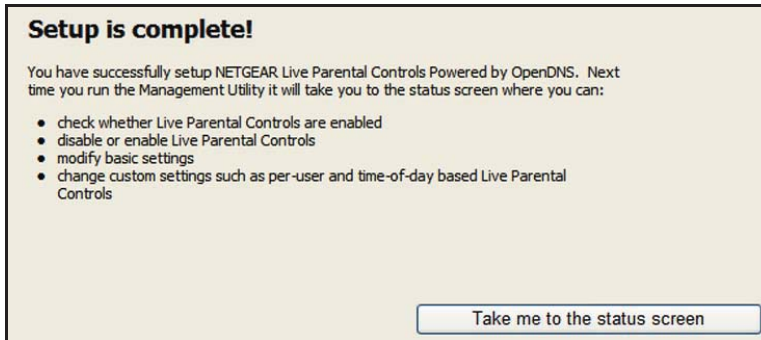 Setup is complete!
You have successfully setup NETGEAR Live Parental Controls Powered by OpenDNS. Next
time you run the Management Utility it will take you to the status screen where you can:
• check whether Live Parental Controls are enabled
• disable or enable Live Parental Controls
• modify basic settings
• change custom settings such as per-user and time-of-day based Live Parental
Controls
Take me to the status screen